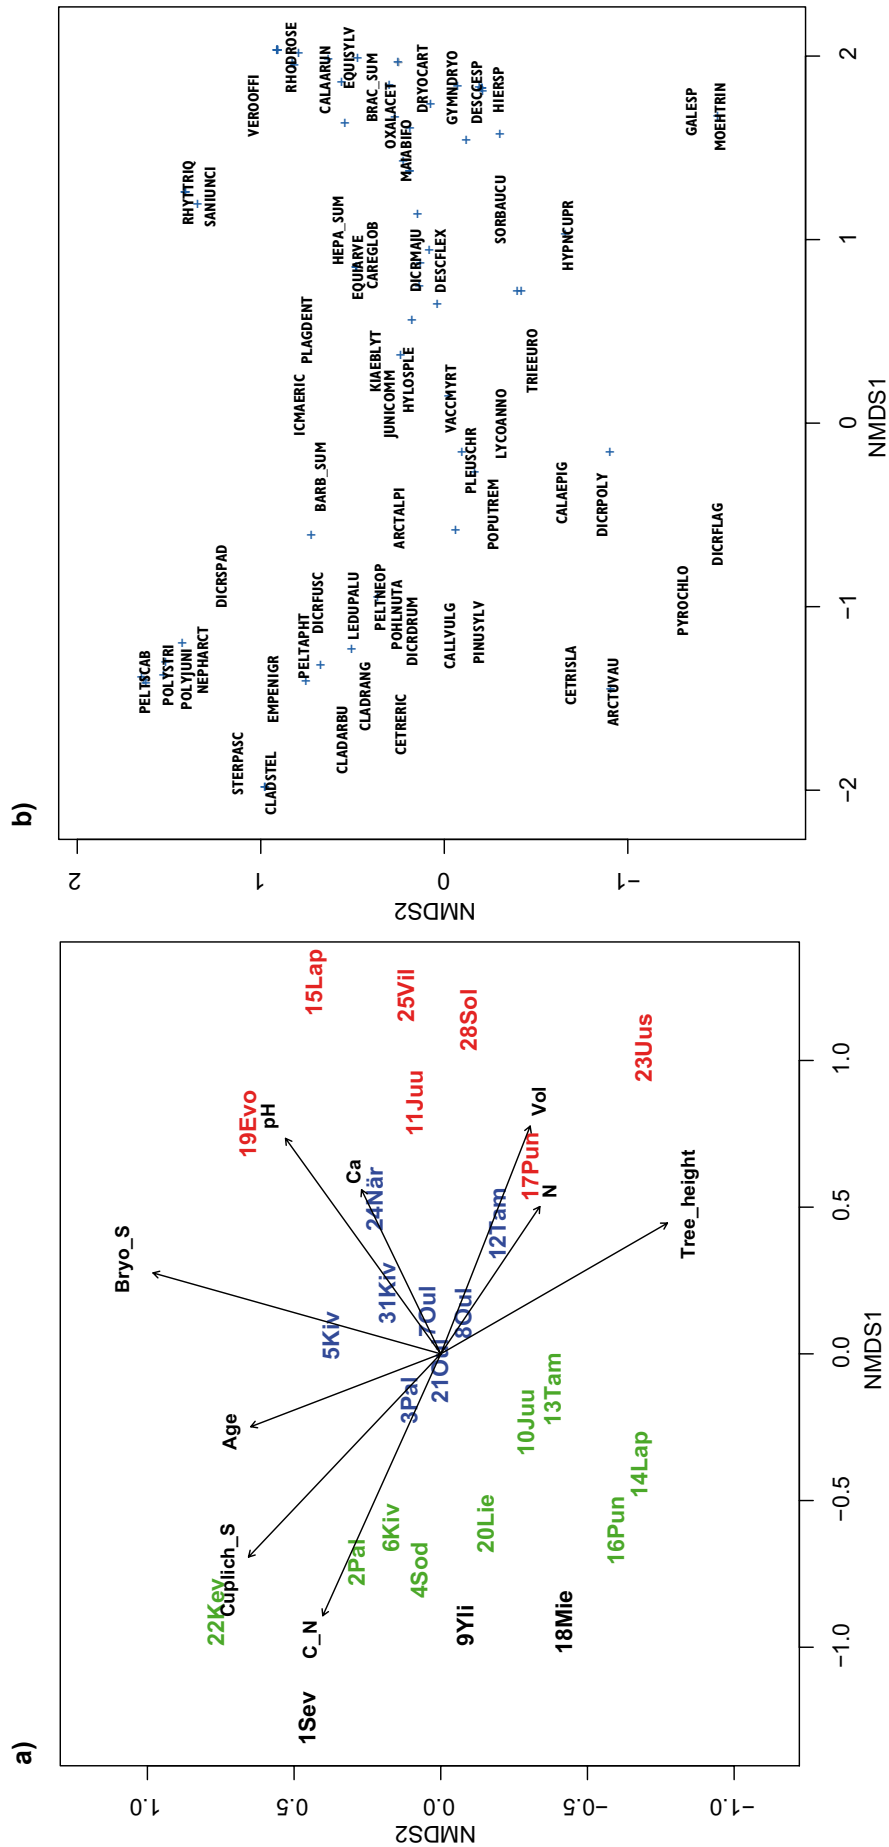 a)
NMDS2
1.0
0.5
0.0
−0.5
−1.0
Bryo_S
Age
19Evo
pH
22Kev
Cuplich_S
15Lap
C_N
1Sev
5Kiv
Ca
24När
2Pal
6Kiv
31Kiv
3Pal
7Oul
11Juu
25Vil
4Sod
21Oul
8Oul
28Sol
9Yli
20Lie
12Tam
17Pun
Vol
N
10Juu
13Tam
18Mie
16Pun
14Lap
23Uus
Tree_height
−1.0
−0.5
0.0
0.5
1.0
NMDS1
b)
NMDS2
2
1
0
−1
PELTSCAB
POLYSTRI
POLYJUNI
NEPHARCT
DICRSPAD
STERPASC
CLADSTEL
EMPENIGR
RHYTTRIQ
SANIUNCI
VEROOFFI
RHODROSE
PELTAPHT
DICRFUSC
BARB_SUM
ICMAERIC
PLAGDENT
CALAARUN
EQUISYLV
CLADARBU
LEDUPALU
CLADRANG
HEPA_SUM
EQUIARVE
CAREGLOB
BRAC_SUM
OXALACET
MAIABIFO
PELTNEOP
POHLNUTA
DICRDRUM
CETRERIC
ARCTALPI
KIAEBLYT
JUNICOMM
HYLOSPLE
DICRMAJU
DESCFLEX
DRYOCART
GYMNDRYO
DESCCESP
HIERSP
CALLVULG
PINUSYLV
VACCMYRT
PLEUSCHR
POPUTREM
LYCOANNO
SORBAUCU
TRIEEURO
CETRISLA
ARCTUVAU
CALAEPIG
DICRPOLY
HYPNCUPR
PYROCHLO
DICRFLAG
GALESP
MOEHTRIN
−2
−1
0
1
2
NMDS1